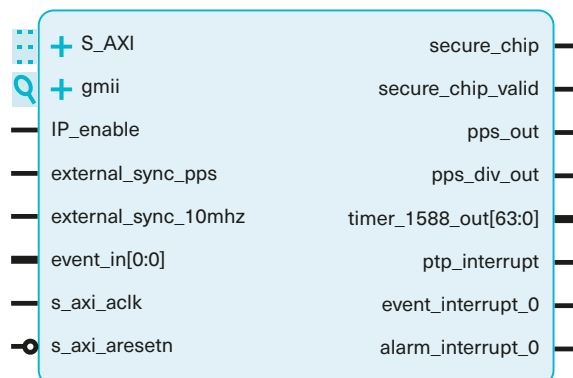 S_AXI
gmii
IP_enable
external_sync_pps
external_sync_10mhz
event_in[0:0]
s_axi_aclk
s_axi_aresetn
secure_chip
secure_chip_valid
pps_out
pps_div_out
timer_1588_out[63:0]
ptp_interrupt
event_interrupt_0
alarm_interrupt_0